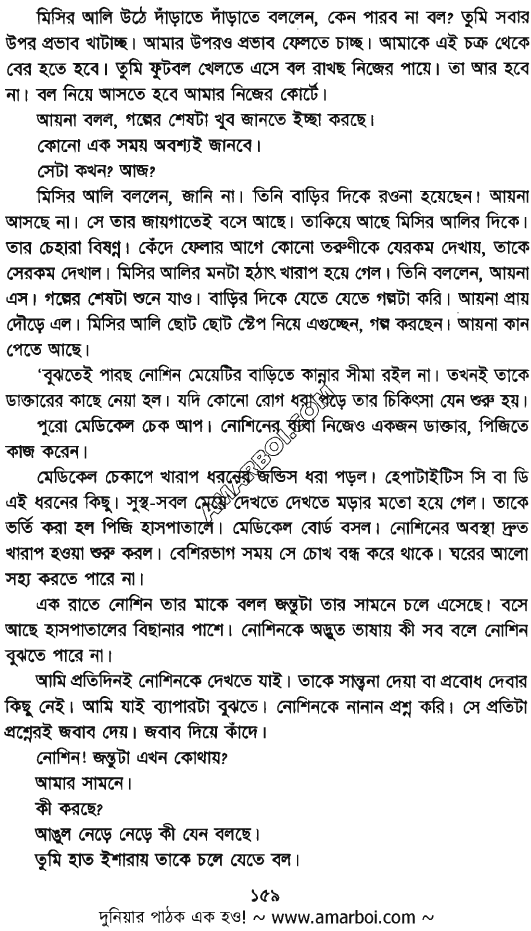 মিসির আলি উঠে দাঁড়াতে দাঁড়াতে বললেন, কেন পারব না বল? তুমি সবার
উপর প্রভাব খাটাচ্ছ। আমার উপরও প্রভাব ফেলতে চাচ্ছ। আমাকে এই চক্র থেকে
বের হতে হবে। তুমি ফুটবল খেলতে এসে বল রাখছ নিজের পায়ে। তা আর হবে
না। বল নিয়ে আসতে হবে আমার নিজের কোর্টে।
আয়না বলল, গল্পের শেষটা খুব জানতে ইচ্ছা করছে।
কোনো এক সময় অবশ্যই জানবে।
সেটা কখন? আজ?
মিসির আলি বললেন, জানি না। তিনি বাড়ির দিকে রওনা হয়েছেন। আয়না
আসছে না। সে তার জায়গাতেই বসে আছে। তাকিয়ে আছে মিসির আলির দিকে।
তার চেহারা বিষণ্ন। কেঁদে ফেলার আগে কোনো তরুণীকে যেরকম দেখায়, তাকে
সেরকম দেখাল। মিসির আলির মনটা হঠাৎ খারাপ হয়ে গেল। তিনি বললেন, আয়না
এস। গল্পের শেষটা শুনে যাও। বাড়ির দিকে যেতে যেতে গল্পটা করি। আয়না প্রায়
দৌড়ে এল। মিসির আলি ছোট ছোট স্টেপ নিয়ে এগুচ্ছেন, গল্প করছেন। আয়না কান
পেতে আছে।
‘বুঝতেই পারছ নোশিন মেয়েটির বাড়িতে কান্নার সীমা রইল না। তখনই তাকে
ডাক্তারের কাছে নেয়া হল। যদি কোনো রোগ ধরা পড়ে তার চিকিৎসা যেন শুরু হয়।
পুরো মেডিকেল চেক আপ। নোশিনের বাবা নিজেও একজন ডাক্তার, পিজিতে
কাজ করেন।
মেডিকেল চেকাপে খারাপ ধরনের জন্ডিস ধরা পড়ল। হেপাটাইটিস সি বা ডি
এই ধরনের কিছু। সুস্থ-সবল মেয়ে দেখতে দেখতে মড়ার মতো হয়ে গেল। তাকে
ভর্তি করা হল পিজি হাসপাতালে। মেডিকেল বোর্ড বসল। নোশিনের অবস্থা দ্রুত
খারাপ হওয়া শুরু করল। বেশিরভাগ সময় সে চোখ বন্ধ করে থাকে। ঘরের আলো
সহ্য করতে পারে না।
এক রাতে নোশিন তার মাকে বলল জন্তুটা তার সামনে চলে এসেছে। বসে
আছে হাসপাতালের বিছানার পাশে। নোশিনকে অদ্ভুত ভাষায় কী সব বলে নোশিন
বুঝতে পারে না।
আমি প্রতিদিনই নোশিনকে দেখতে যাই। তাকে সান্ত্বনা দেয়া বা প্রবোধ দেবার
কিছু নেই। আমি যাই ব্যাপারটা বুঝতে। নোশিনকে নানান প্রশ্ন করি। সে প্রতিটা
প্রশ্নেরই জবাব দেয়। জবাব দিয়ে কাঁদে।
নোশিন! জন্তুটা এখন কোথায়?
আমার সামনে।
কী করছে?
আঙুল নেড়ে নেড়ে কী যেন বলছে।
তুমি হাত ইশারায় তাকে চলে যেতে বল।
AMARBOI.COM
১৫৯
দুনিয়ার পাঠক এক হও! ~ www.amarboi.com ~